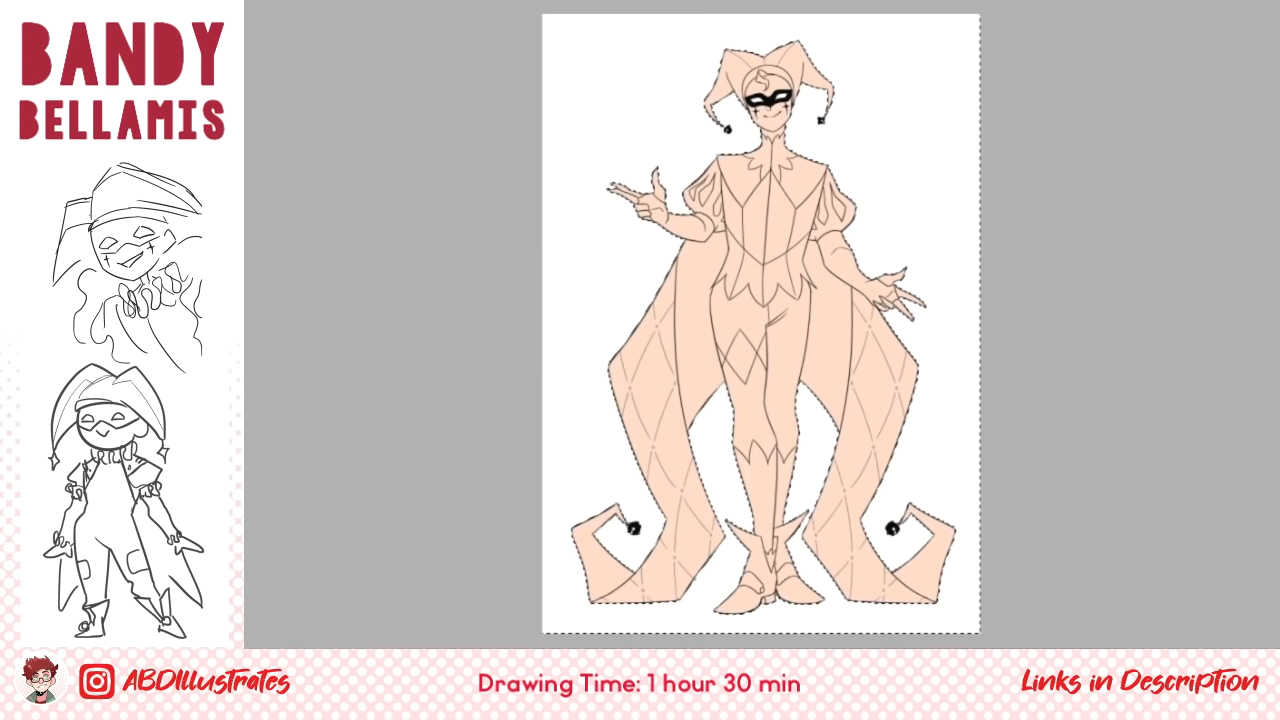 BANDY
BELLAMIS
ABDIllustrates
Drawing Time: 1 hour 30 min
Links in Description